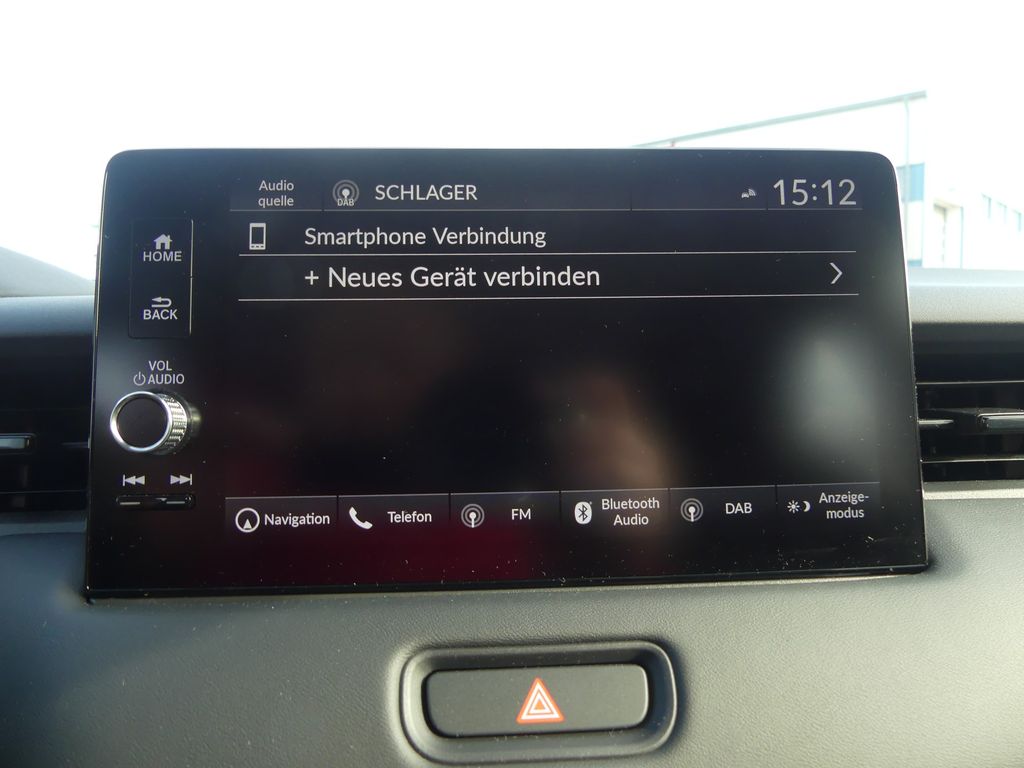 Audio
quelle
DAB
SCHLAGER
15:12
HOME
Smartphone Verbindung
+ Neues Gerät verbinden
BACK
VOL
AUDIO
Navigation
Telefon
FM
Bluetooth
Audio
DAB
Anzeige-
modus